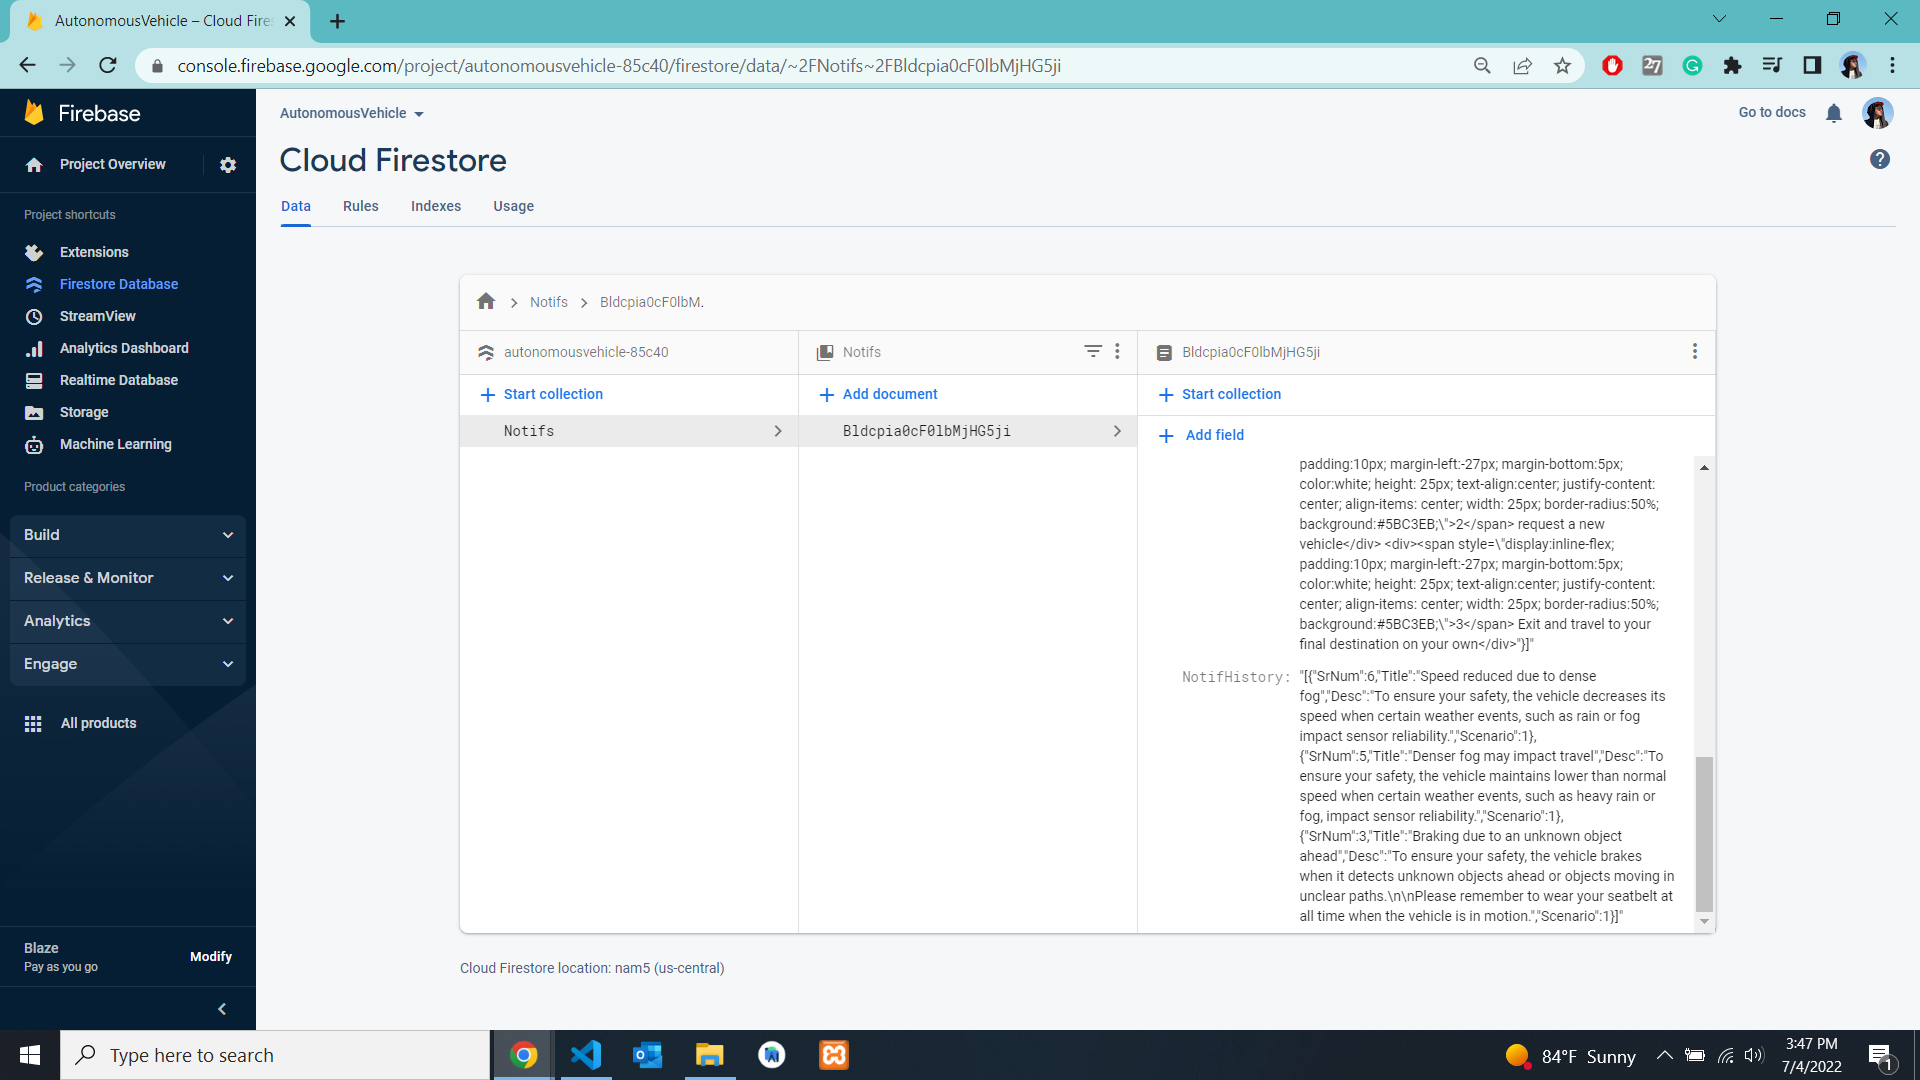 AutonomousVehicle – Cloud Fires
console.firebase.google.com/project/autonomousvehicle-85c40/firestore/data/~2FNotifs~2FBldcpia0cF0lbMjHG5ji
27
Firebase
AutonomousVehicle
Go to docs
Project Overview
Cloud Firestore
Data
Rules
Indexes
Usage
Project shortcuts
Extensions
Firestore Database
StreamView
Analytics Dashboard
Realtime Database
Storage
Machine Learning
Product categories
Build
Release & Monitor
Analytics
Engage
All products
Blaze
Pay as you go
Modify
Notifs
Bldcpia0cF0lbM.
autonomousvehicle-85c40
Notifs
Bldcpia0cF0lbMjHG5ji
Start collection
Add document
Start collection
Notifs
Bldcpia0cF0lbMjHG5ji
Add field
padding:10px; margin-left:-27px; margin-bottom:5px;
color:white; height: 25px; text-align:center; justify-content:
center; align-items: center; width: 25px; border-radius:50%;
background:#5BC3EB;\">2</span> request a new
vehicle</div> <div><span style=\"display:inline-flex;
padding:10px; margin-left:-27px; margin-bottom:5px;
color:white; height: 25px; text-align:center; justify-content:
center; align-items: center; width: 25px; border-radius:50%;
background:#5BC3EB;\">3</span> Exit and travel to your
final destination on your own</div>"}]"
NotifHistory: "[{"SrNum":6,"Title":"Speed reduced due to dense
fog","Desc":"To ensure your safety, the vehicle decreases its
speed when certain weather events, such as rain or fog
impact sensor reliability.","Scenario":1},
{"SrNum":5,"Title":"Denser fog may impact travel","Desc":"To
ensure your safety, the vehicle maintains lower than normal
speed when certain weather events, such as heavy rain or
fog, impact sensor reliability.","Scenario":1},
{"SrNum":3,"Title":"Braking due to an unknown object
ahead","Desc":"To ensure your safety, the vehicle brakes
when it detects unknown objects ahead or objects moving in
unclear paths.\n\nPlease remember to wear your seatbelt at
all time when the vehicle is in motion.","Scenario":1}]"
Cloud Firestore location: nam5 (us-central)
Type here to search
84°F Sunny
3:47 PM
7/4/2022
1